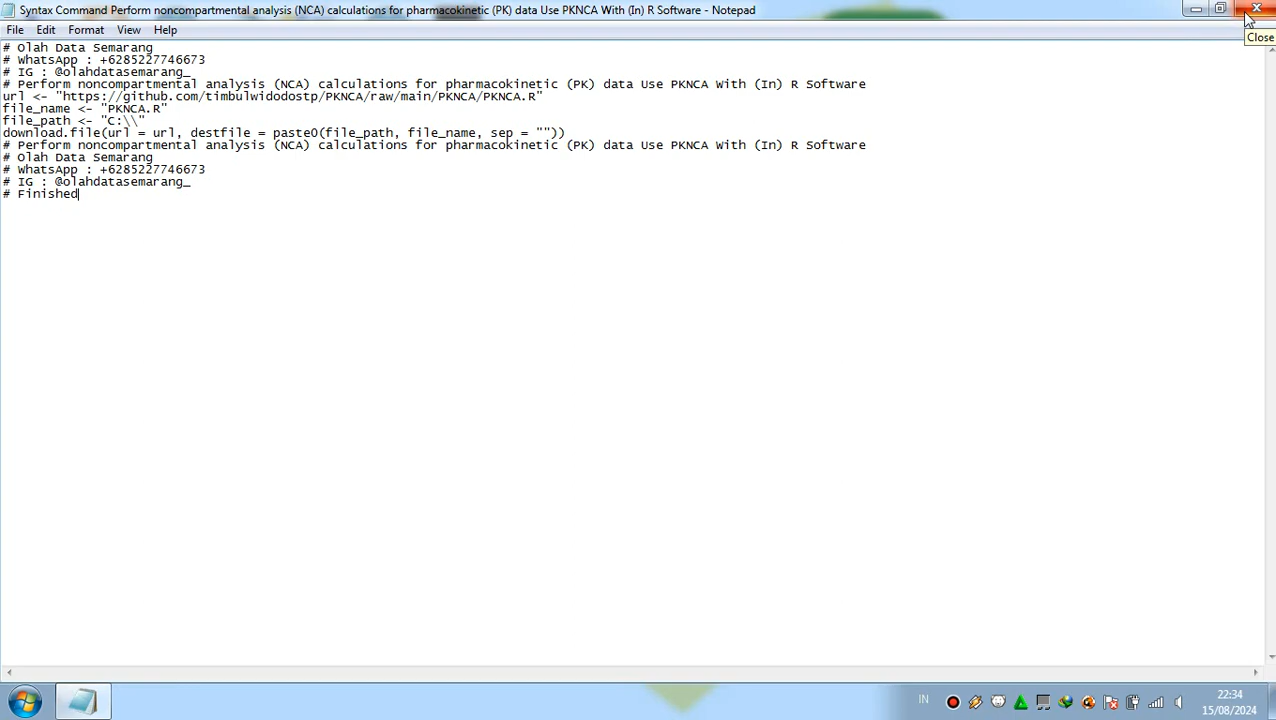 Syntax Command Perform noncompartmental analysis (NCA) calculations for pharmacokinetic (PK) data Use PKNCA With (In) R Software - Notepad
File Edit Format View Help
Close
# Olah Data Semarang
# WhatsApp : +6285227746673
# IG : @olahdatasemarang_
# Perform noncompartmental analysis (NCA) calculations for pharmacokinetic (PK) data Use PKNCA With (In) R Software
url <- "https://github.com/timbulwidodostp/PKNCA/raw/main/PKNCA/PKNCA.R"
file_name <- "PKNCA.R"
file_path <- "C:\\"
download.file(url = url, destfile = paste0(file_path, file_name, sep = ""))
# Perform noncompartmental analysis (NCA) calculations for pharmacokinetic (PK) data Use PKNCA With (In) R Software
# Olah Data Semarang
# WhatsApp : +6285227746673
# IG : @olahdatasemarang_
# Finished
IN
22:34
15/08/2024